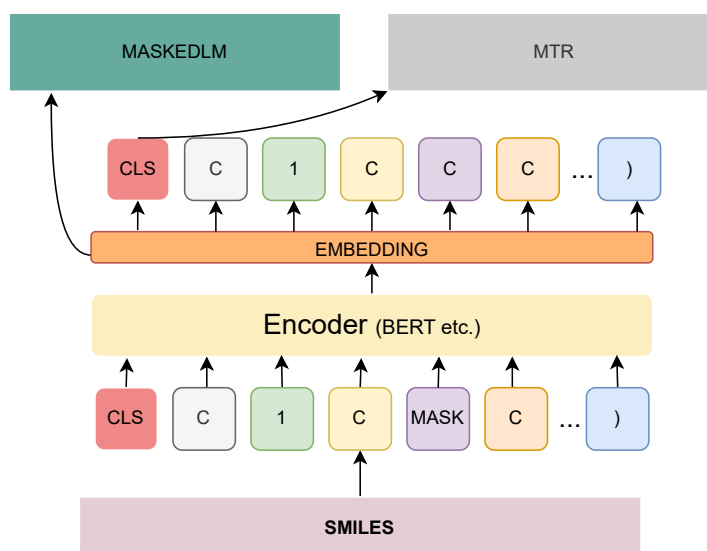 MASKEDLM
MTR
CLS C 1 C C C ... )
EMBEDDING
Encoder (BERT etc.)
CLS C 1 C MASK C ... )
SMILES